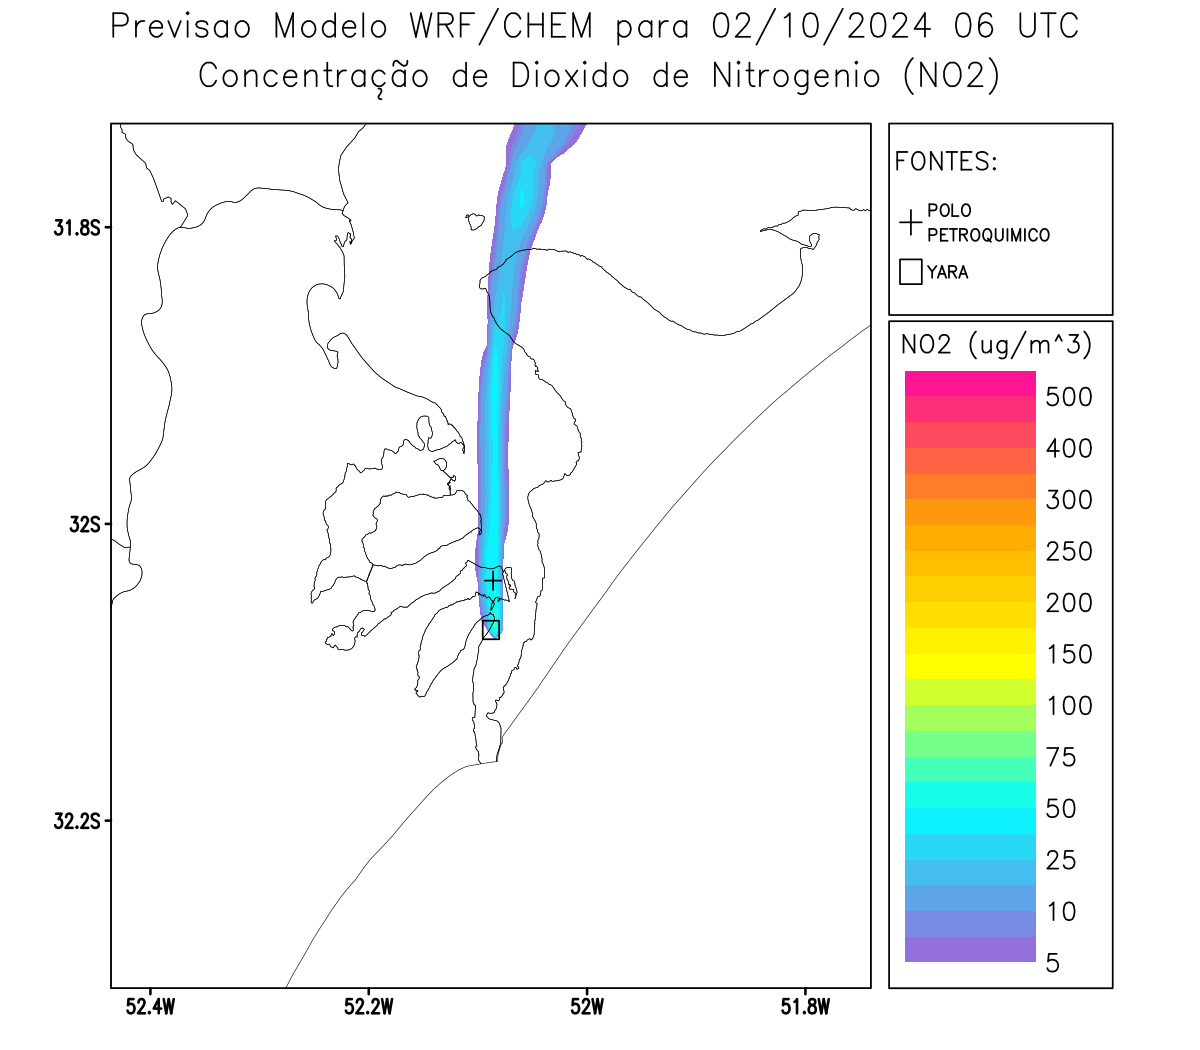 Previsao Modelo WRF/CHEM para 02/10/2024 06 UTC
Concentração de Dioxido de Nitrogenio (NO2)
FONTES:
POLO
PETROQUIMICO
YARA
NO2 (ug/m^3)
500
400
300
250
200
150
100
75
50
25
10
5
31.8S
32S
32.2S
52.4W
52.2W
52W
51.8W